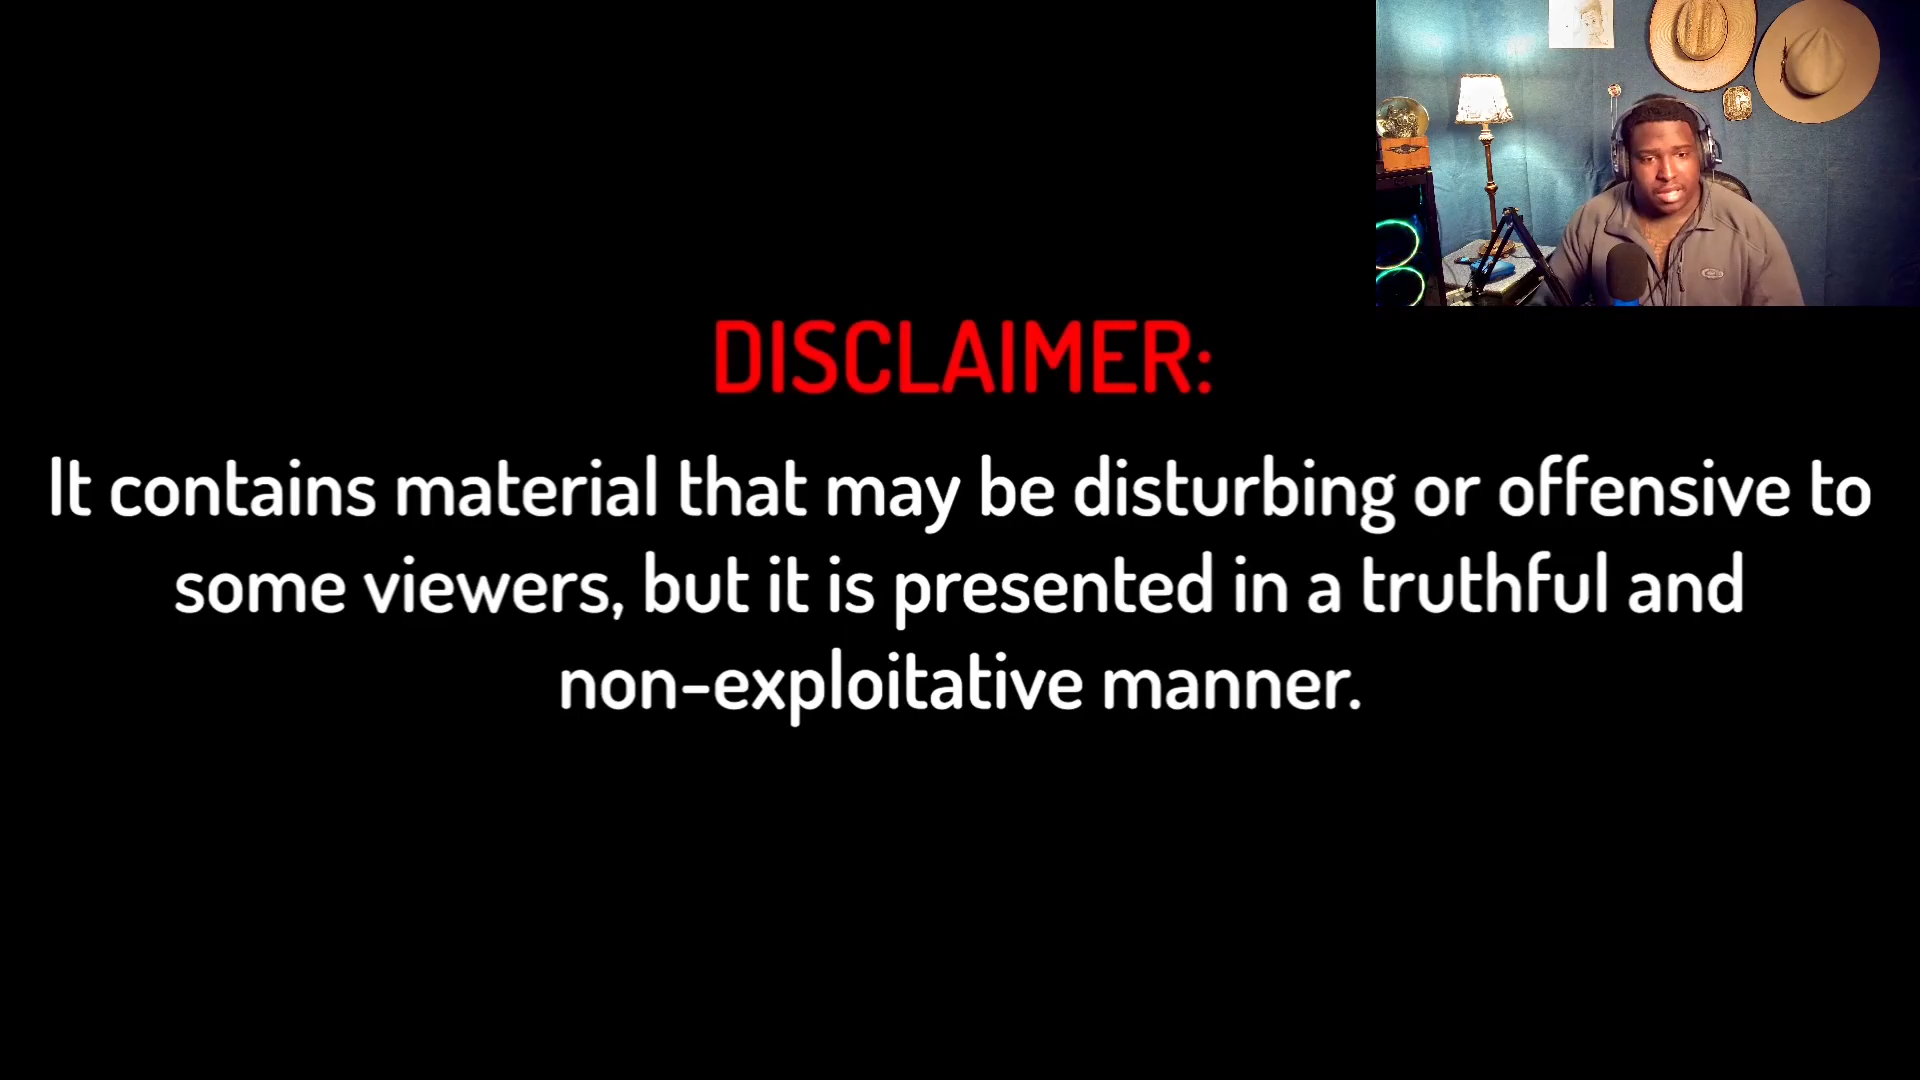 DISCLAIMER:
It contains material that may be disturbing or offensive to
some viewers, but it is presented in a truthful and
non-exploitative manner.